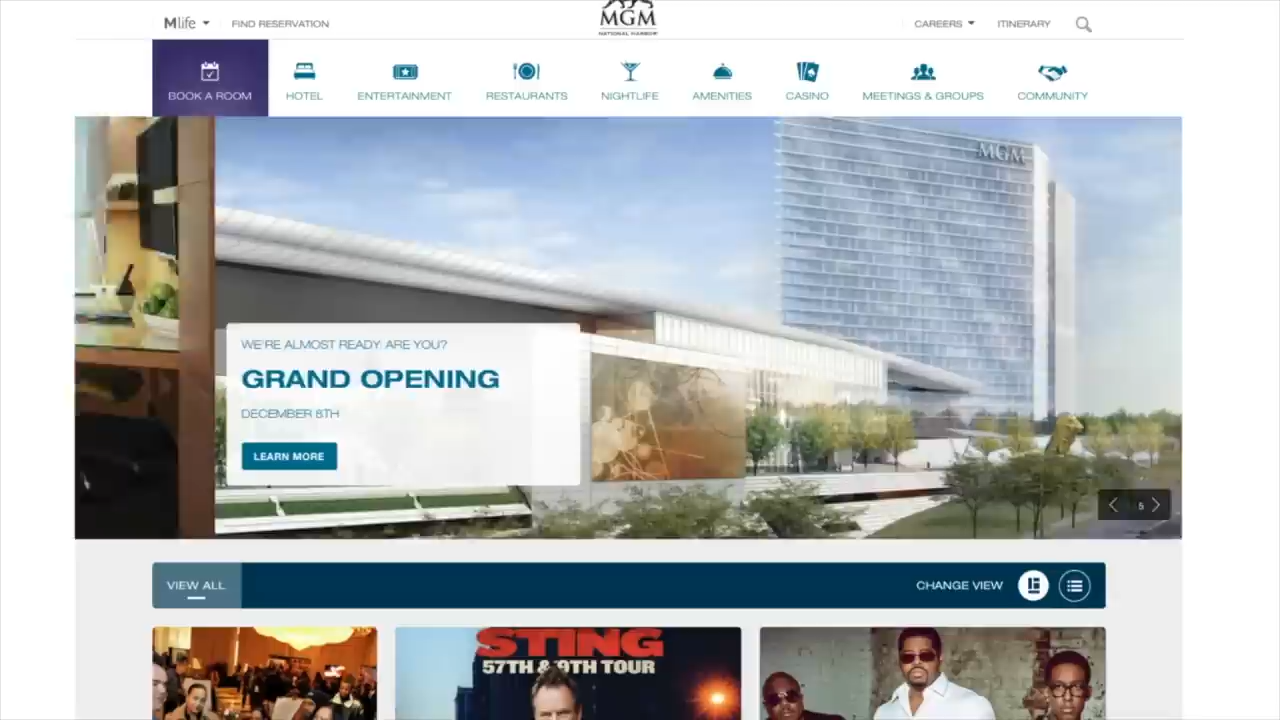 Mlife
FIND RESERVATION
MGM
NATIONAL HARBOR
CAREERS
ITINERARY
BOOK A ROOM
HOTEL
ENTERTAINMENT
RESTAURANTS
NIGHTLIFE
AMENITIES
CASINO
MEETINGS & GROUPS
COMMUNITY
MGM
WE'RE ALMOST READY. ARE YOU?
GRAND OPENING
DECEMBER 8TH
LEARN MORE
5
VIEW ALL
CHANGE VIEW
STING
57TH & 9TH TOUR